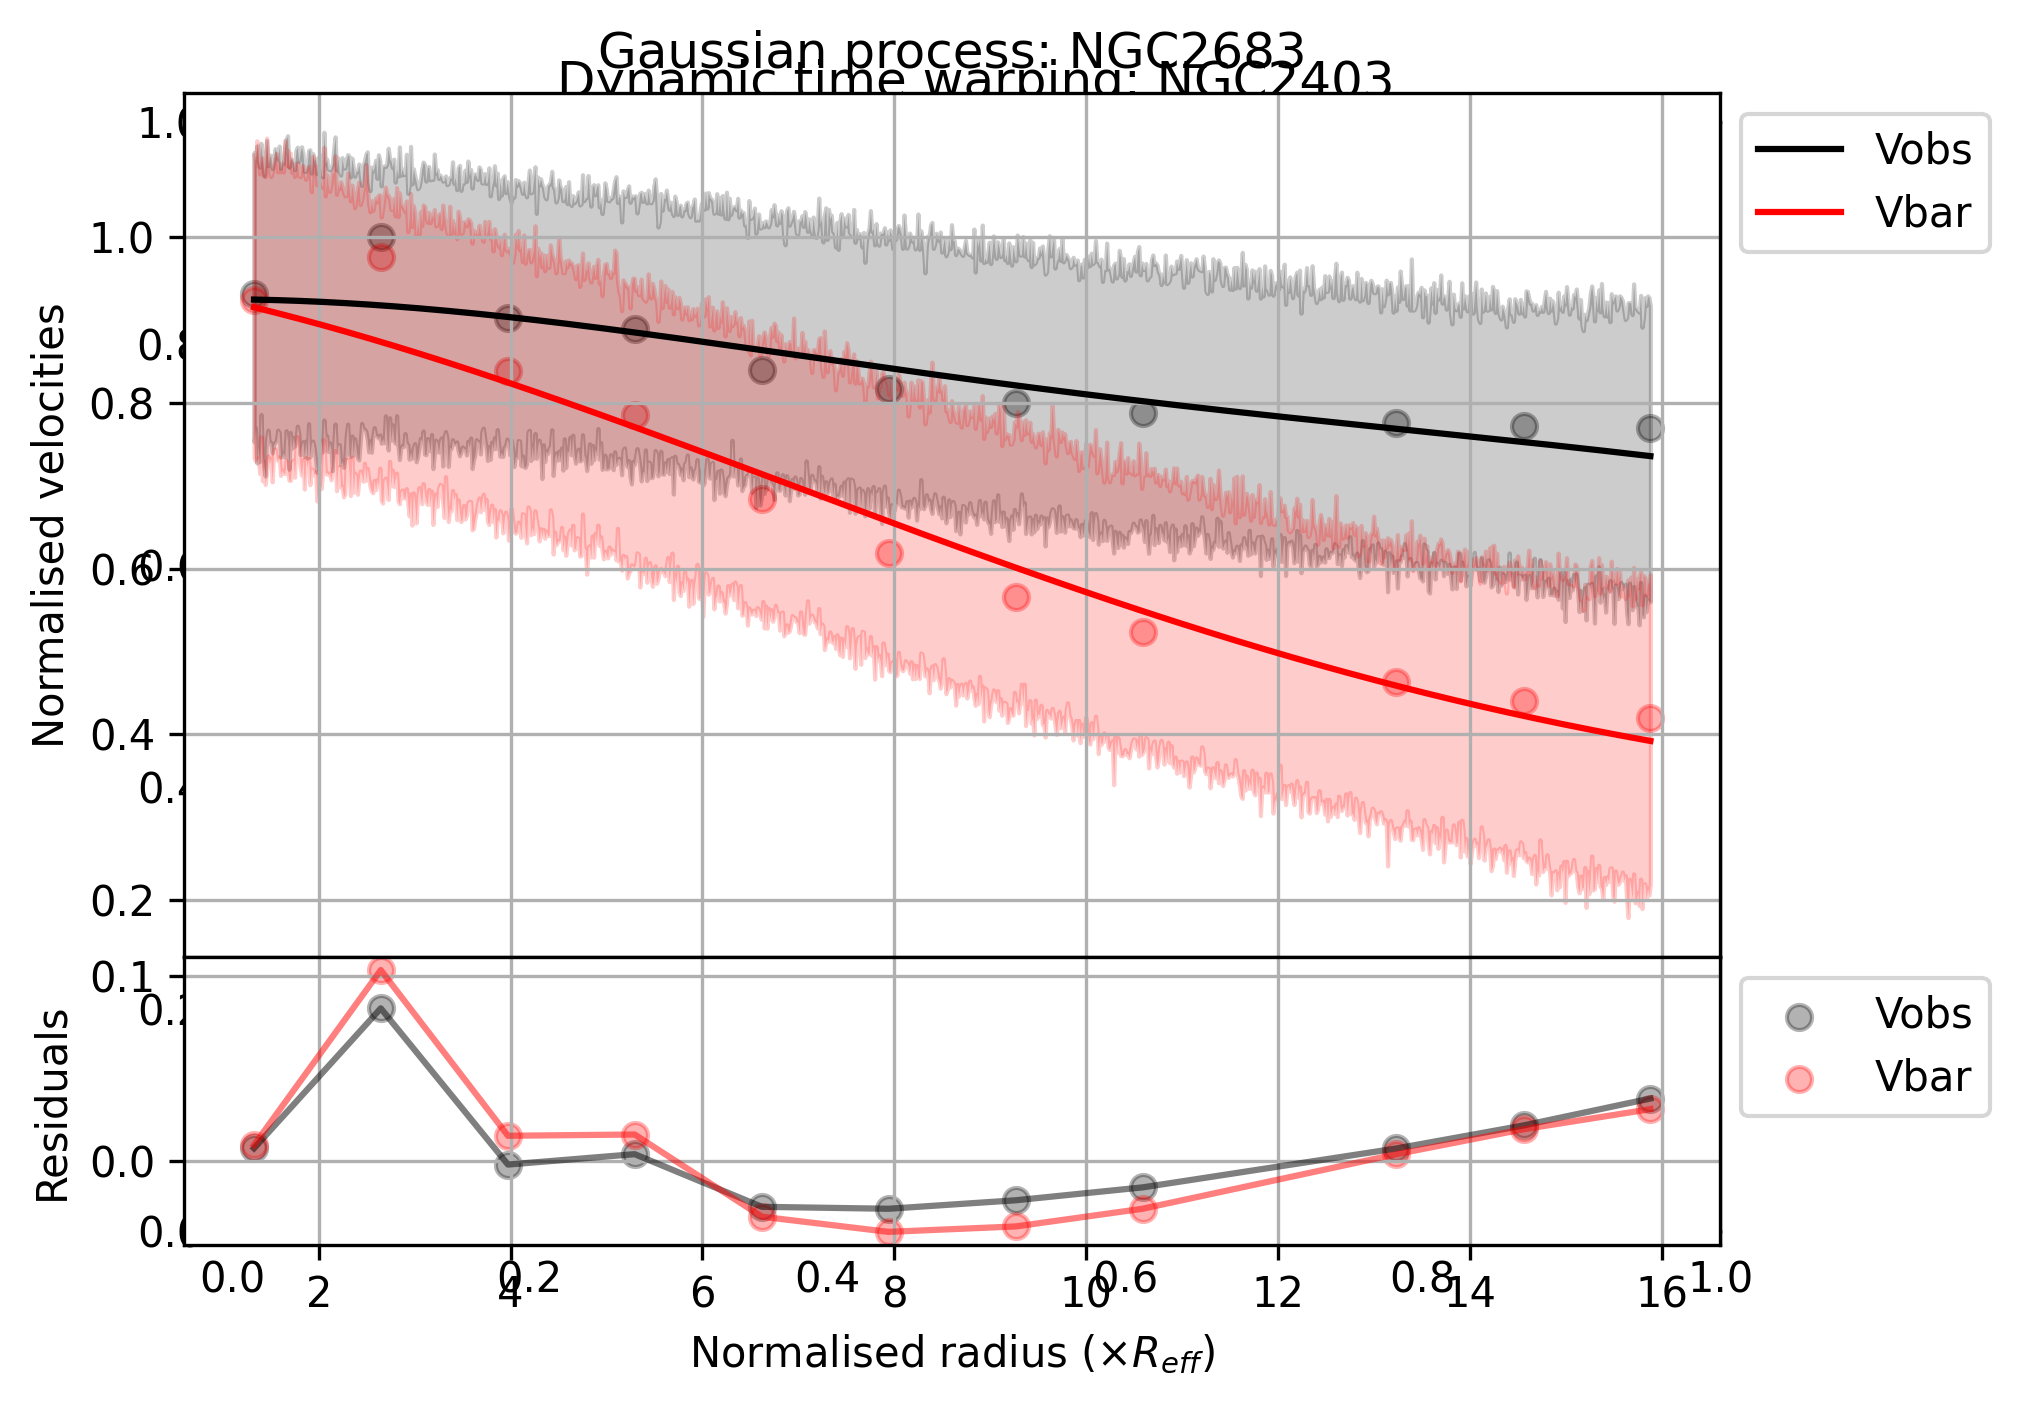 Gaussian process: NGC2683
Dynamic time warping: NGC2403
Normalised velocities
1.0
0.8
0.6
0.4
0.2
Vobs
Vbar
Residuals
0.1
0.0
Vobs
Vbar
0.0 0.2 0.4 0.6 0.8 1.0
2 4 6 8 10 12 14 16
Normalised radius (×R_eff)